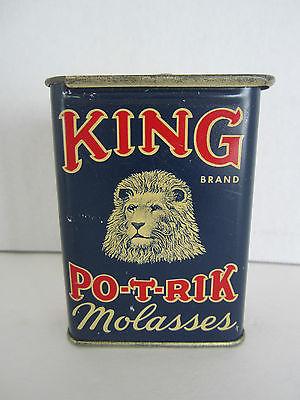 KING
BRAND
PO-T-RIK
Molasses